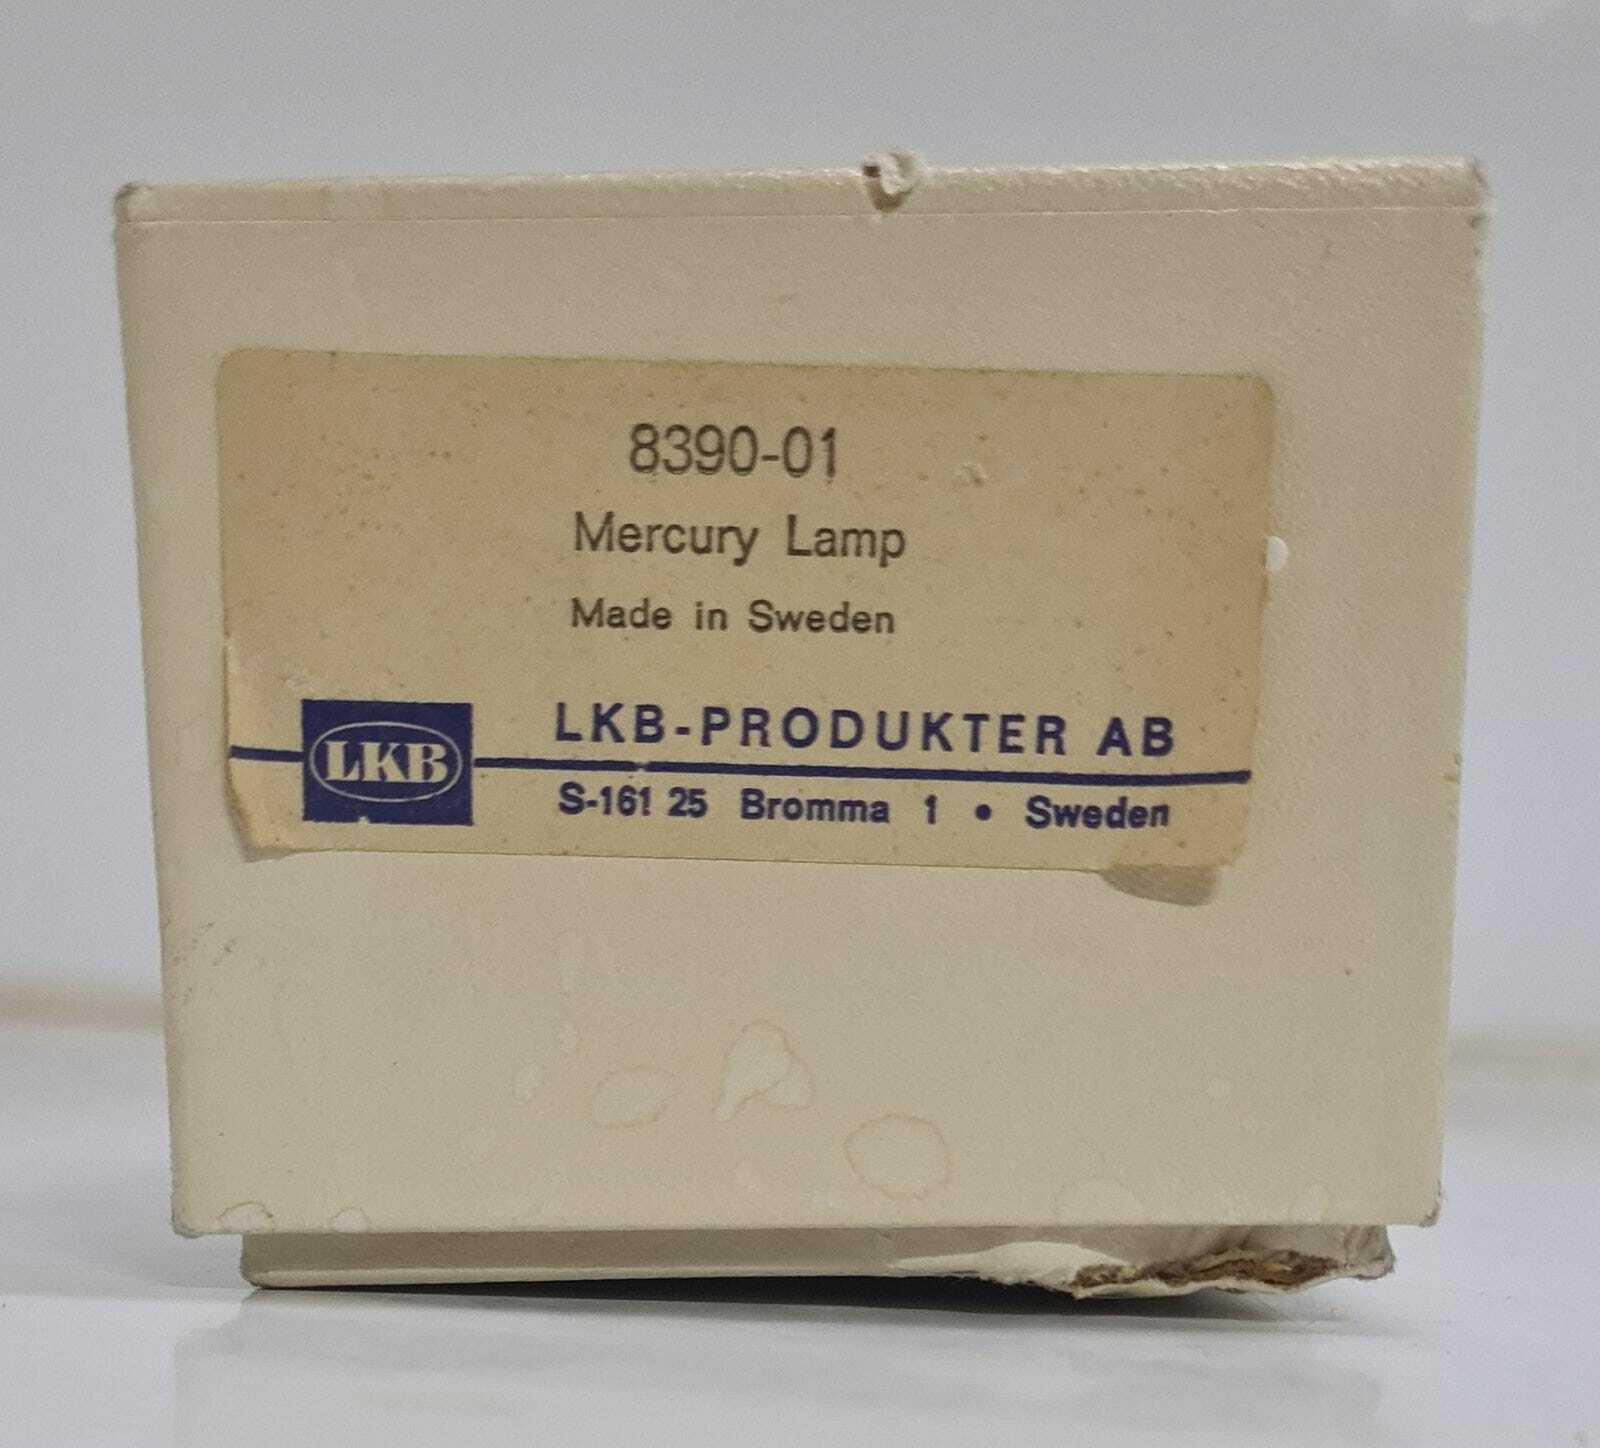 8390-01
Mercury Lamp
Made in Sweden
LKB
LKB-PRODUKTER AB
S-161 25 Bromma 1 • Sweden